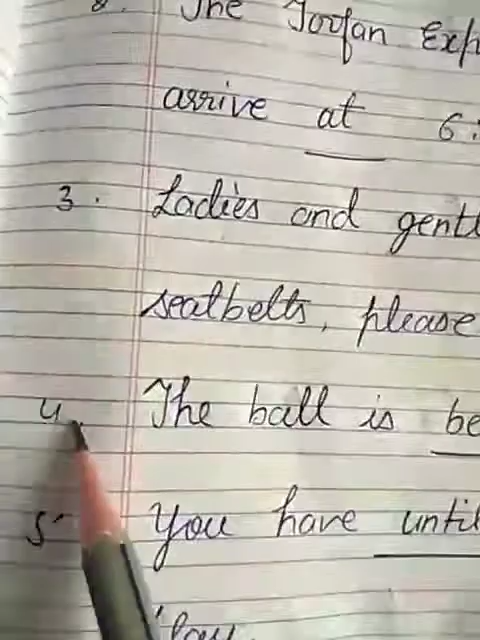 The Toofan Exp
arrive at 6:
3. Ladies and gentl
seatbelts, please
4. The ball is be
5. You have until